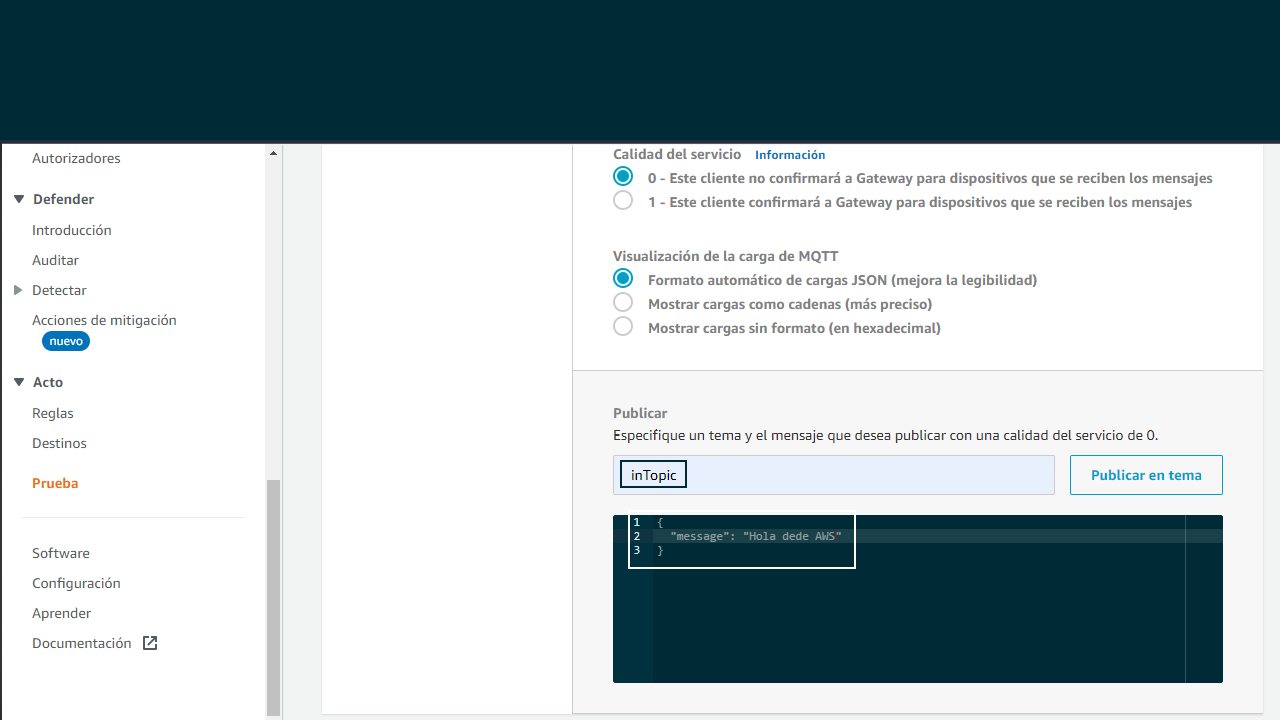 Autorizadores
Defender
Introducción
Auditar
Detectar
Acciones de mitigación
nuevo
Acto
Reglas
Destinos
Prueba
Software
Configuración
Aprender
Documentación
Calidad del servicio Información
0 - Este cliente no confirmará a Gateway para dispositivos que se reciben los mensajes
1 - Este cliente confirmará a Gateway para dispositivos que se reciben los mensajes
Visualización de la carga de MQTT
Formato automático de cargas JSON (mejora la legibilidad)
Mostrar cargas como cadenas (más preciso)
Mostrar cargas sin formato (en hexadecimal)
Publicar
Especifique un tema y el mensaje que desea publicar con una calidad del servicio de 0.
inTopic Publicar en tema
1 {
2 "message": "Hola dede AWS"
3 }